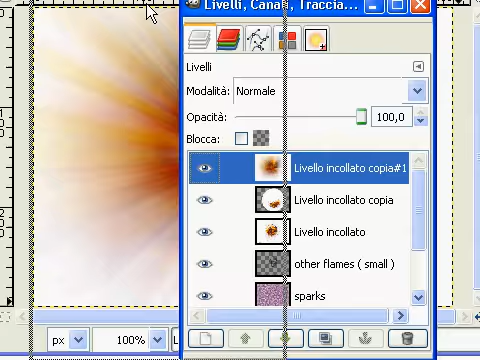 Livelli, Canali, Traccia...
Livelli
Modalità: Normale
Opacità: 100,0
Blocca:
Livello incollato copia#1
Livello incollato copia
Livello incollato
other flames ( small )
sparks
px 100%